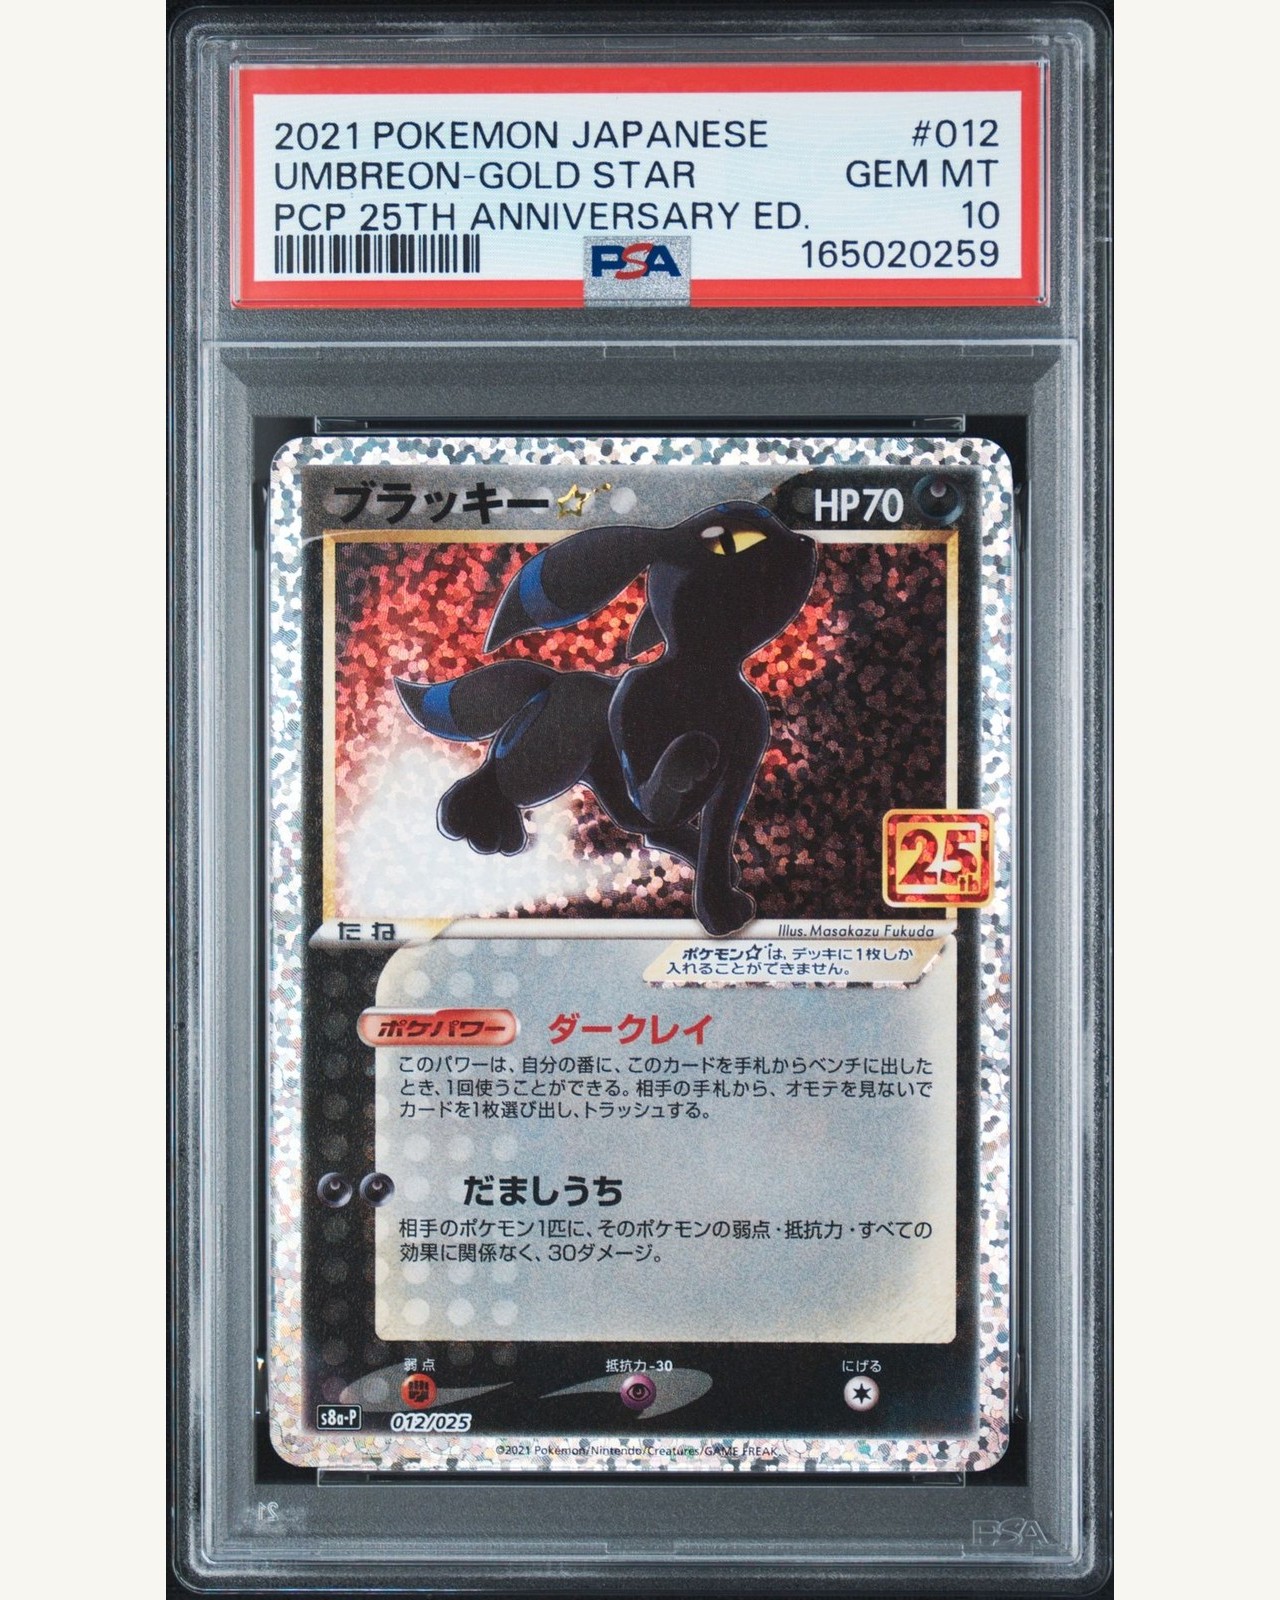 2021 POKEMON JAPANESE #012
UMBREON-GOLD STAR GEM MT
PCP 25TH ANNIVERSARY ED. 10
PSA 165020259
ブラッキー☆ HP70
25th
たね Illus. Masakazu Fukuda
ポケモン☆は、デッキに1枚しか
入れることができません。
ポケパワー ダークレイ
このパワーは、自分の番に、このカードを手札からベンチに出した
とき、1回使うことができる。相手の手札から、オモテを見ないで
カードを1枚選び出し、トラッシュする。
だましうち
相手のポケモン1匹に、そのポケモンの弱点・抵抗力・すべての
効果に関係なく、30ダメージ。
弱点 抵抗力-30 にげる
s8a-P 012/025
©2021 Pokémon/Nintendo/Creatures/GAME FREAK.
PSA